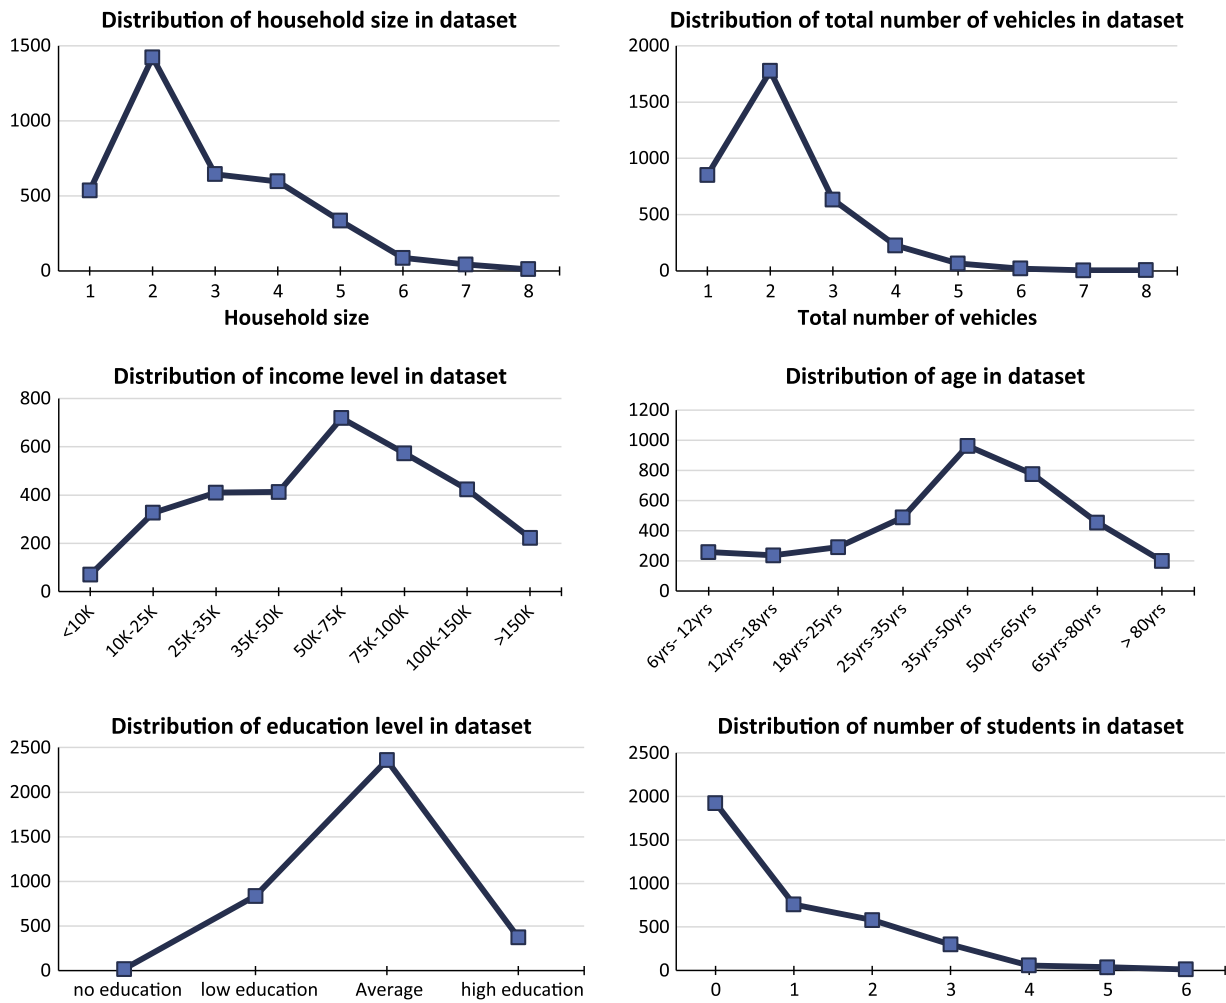 Distribution of household size in dataset
1500
1000
500
0
1 2 3 4 5 6 7 8
Household size
Distribution of total number of vehicles in dataset
2000
1500
1000
500
0
1 2 3 4 5 6 7 8
Total number of vehicles
Distribution of income level in dataset
800
600
400
200
0
<10K 10K-25K 25K-35K 35K-50K 50K-75K 75K-100K 100K-150K >150K
Distribution of age in dataset
1200
1000
800
600
400
200
0
6yrs- 12yrs 12yrs-18yrs 18yrs-25yrs 25yrs-35yrs 35yrs-50yrs 50yrs-65yrs 65yrs-80yrs > 80yrs
Distribution of education level in dataset
2500
2000
1500
1000
500
0
no education low education Average high education
Distribution of number of students in dataset
2500
2000
1500
1000
500
0
0 1 2 3 4 5 6